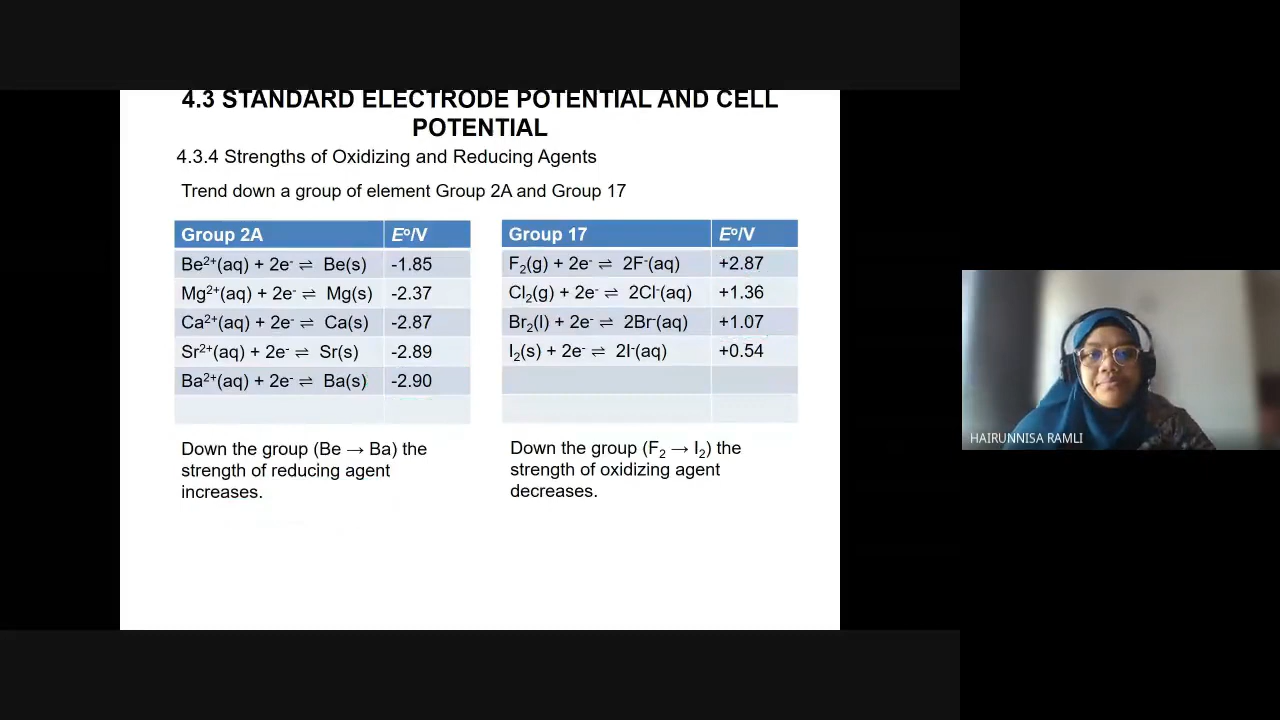 4.3 STANDARD ELECTRODE POTENTIAL AND CELL
POTENTIAL
4.3.4 Strengths of Oxidizing and Reducing Agents
Trend down a group of element Group 2A and Group 17
Group 2A E°/V
Be²⁺(aq) + 2e⁻ ⇌ Be(s) -1.85
Mg²⁺(aq) + 2e⁻ ⇌ Mg(s) -2.37
Ca²⁺(aq) + 2e⁻ ⇌ Ca(s) -2.87
Sr²⁺(aq) + 2e⁻ ⇌ Sr(s) -2.89
Ba²⁺(aq) + 2e⁻ ⇌ Ba(s) -2.90
Down the group (Be → Ba) the
strength of reducing agent
increases.
Group 17 E°/V
F₂(g) + 2e⁻ ⇌ 2F⁻(aq) +2.87
Cl₂(g) + 2e⁻ ⇌ 2Cl⁻(aq) +1.36
Br₂(l) + 2e⁻ ⇌ 2Br⁻(aq) +1.07
I₂(s) + 2e⁻ ⇌ 2I⁻(aq) +0.54
Down the group (F₂ → I₂) the
strength of oxidizing agent
decreases.
HAIRUNNISA RAMLI